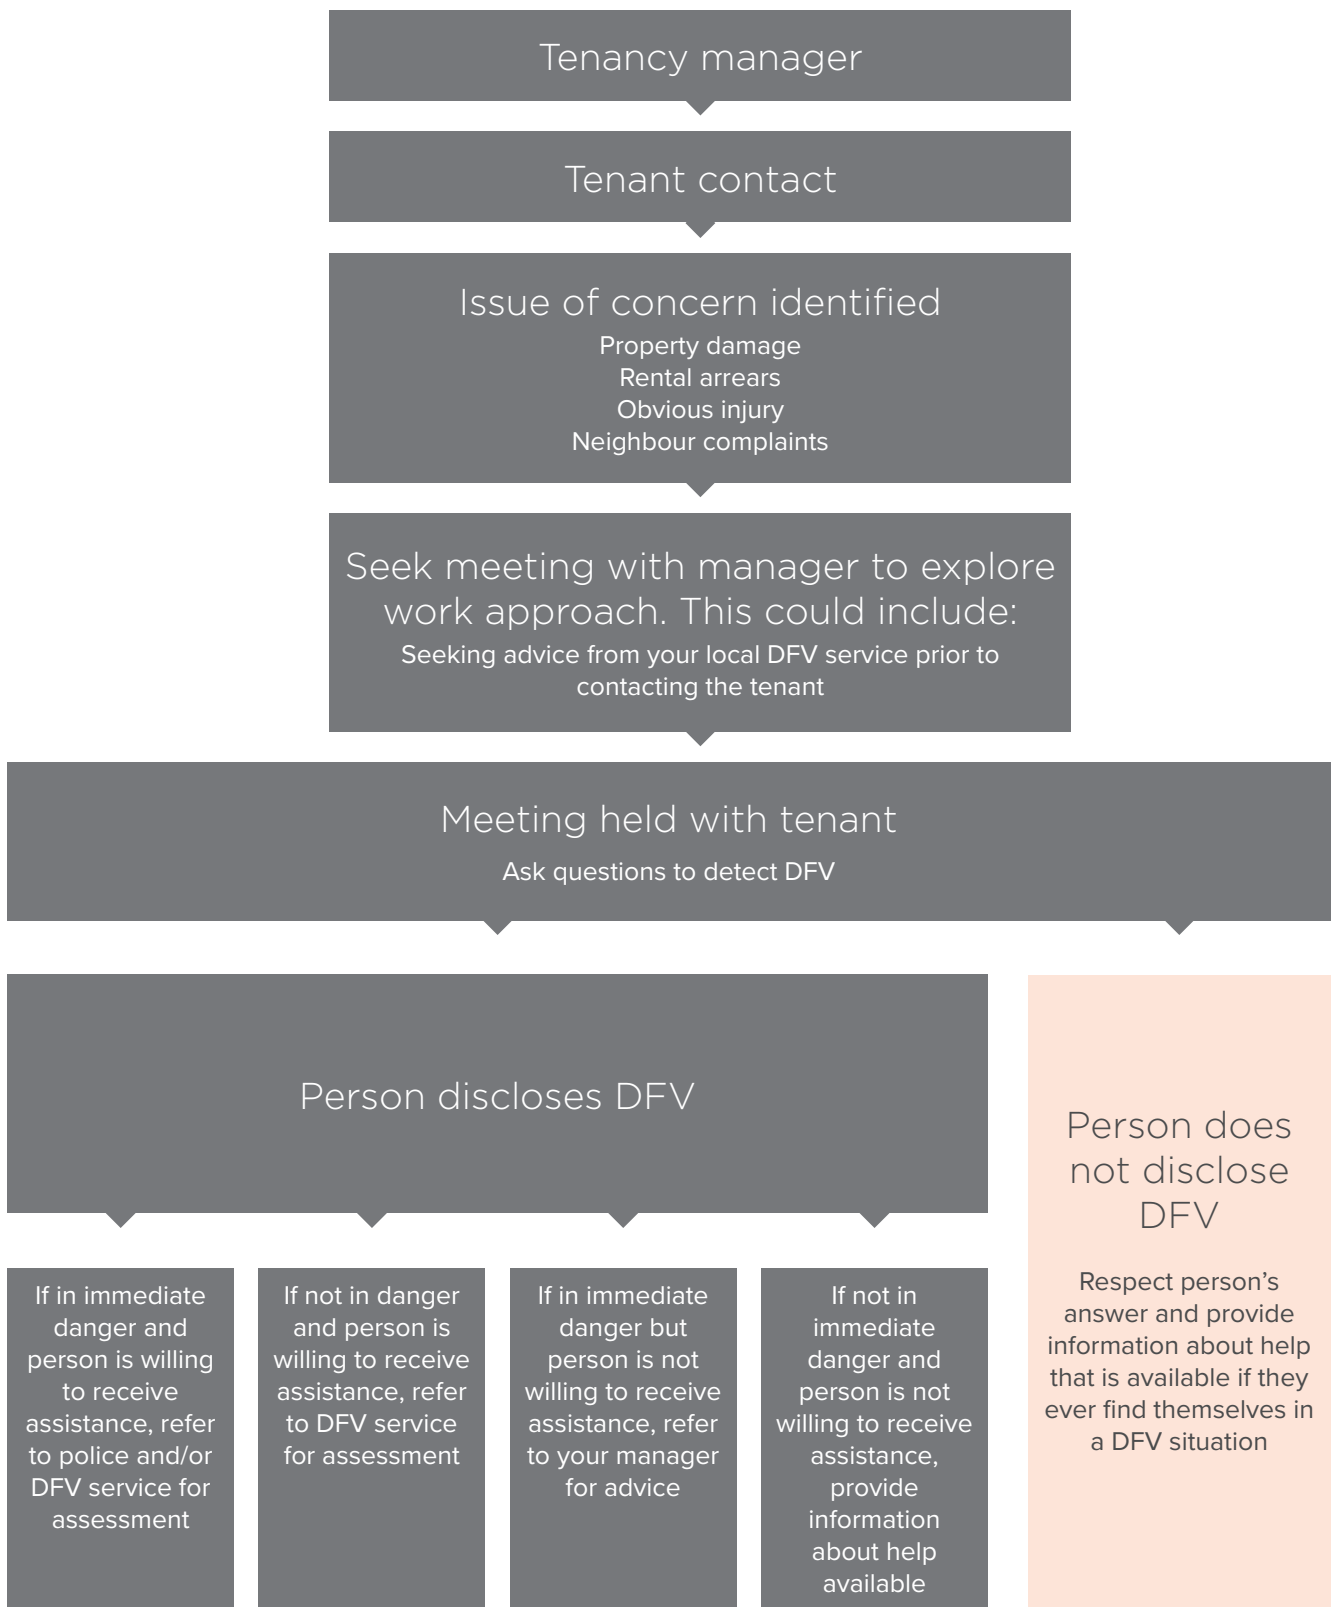 Tenancy manager
Tenant contact
Issue of concern identified
Property damage
Rental arrears
Obvious injury
Neighbour complaints
Seek meeting with manager to explore
work approach. This could include:
Seeking advice from your local DFV service prior to
contacting the tenant
Meeting held with tenant
Ask questions to detect DFV
Person discloses DFV
If in immediate
danger and
person is willing
to receive
assistance, refer
to police and/or
DFV service for
assessment
If not in danger
and person is
willing to receive
assistance, refer
to DFV service
for assessment
If in immediate
danger but
person is not
willing to receive
assistance, refer
to your manager
for advice
If not in
immediate
danger and
person is not
willing to receive
assistance,
provide
information
about help
available
Person does
not disclose
DFV
Respect person’s
answer and provide
information about help
that is available if they
ever find themselves in
a DFV situation